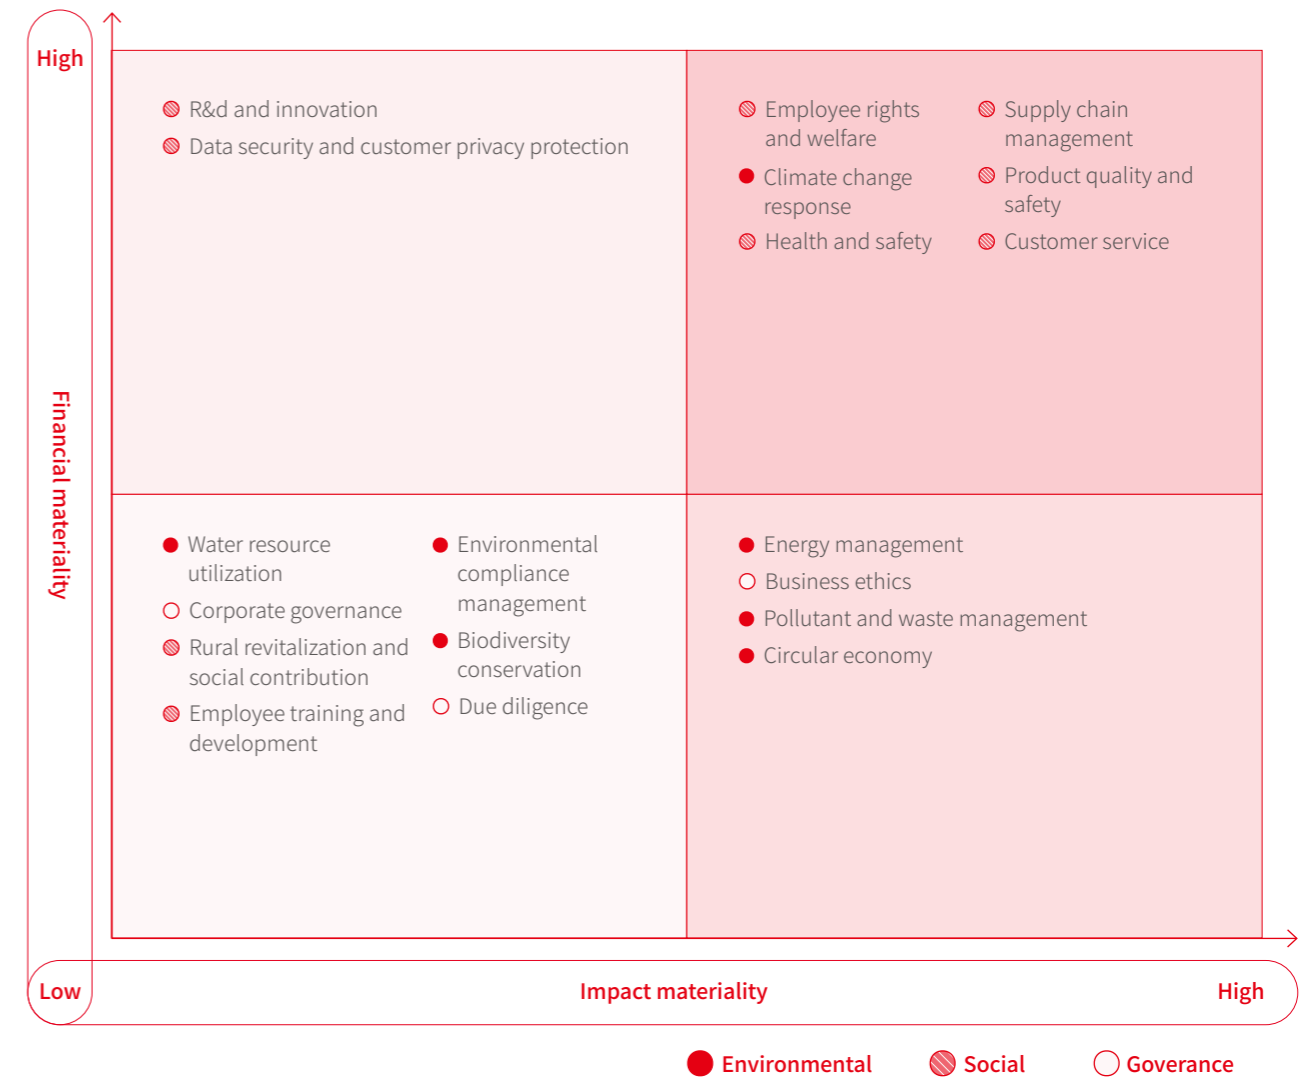 High
R&d and innovation
Data security and customer privacy protection
Employee rights
and welfare
Climate change
response
Health and safety
Supply chain
management
Product quality and
safety
Customer service
Financial materiality
Water resource
utilization
Corporate governance
Rural revitalization and
social contribution
Employee training and
development
Environmental
compliance
management
Biodiversity
conservation
Due diligence
Energy management
Business ethics
Pollutant and waste management
Circular economy
Low
Impact materiality
High
Environmental
Social
Goverance